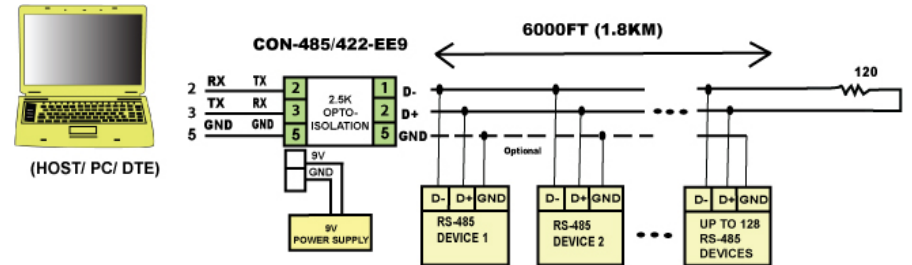 6000FT (1.8KM)
CON-485/422-EE9
120
2 RX TX 2 1 D-
3 TX RX 3 2 D+
5 GND GND 5 5 GND
2.5K
OPTO-
ISOLATION
Optional
(HOST/ PC/ DTE)
9V
GND
9V
POWER SUPPLY
D- D+ GND
RS-485
DEVICE 1
D- D+ GND
RS-485
DEVICE 2
D- D+ GND
UP TO 128
RS-485
DEVICES